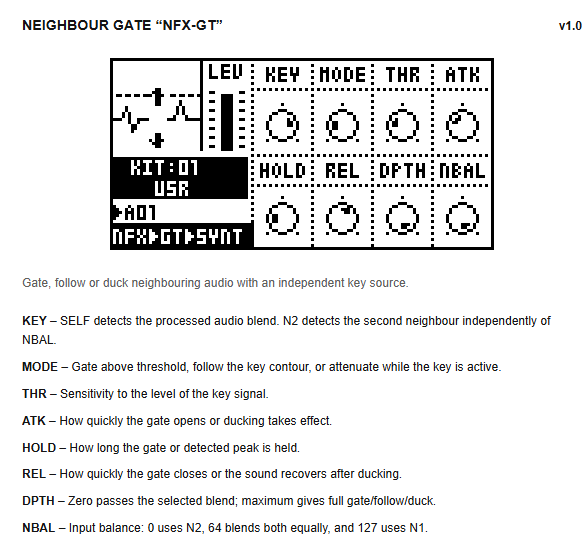 NEIGHBOUR GATE “NFX-GT”
v1.0
LEV
KEY
MODE
THR
ATK
KIT:01
USR
A01
NFX▸GT▸SYNT
HOLD
REL
DPTH
NBAL
Gate, follow or duck neighbouring audio with an independent key source.
KEY – SELF detects the processed audio blend. N2 detects the second neighbour independently of
NBAL.
MODE – Gate above threshold, follow the key contour, or attenuate while the key is active.
THR – Sensitivity to the level of the key signal.
ATK – How quickly the gate opens or ducking takes effect.
HOLD – How long the gate or detected peak is held.
REL – How quickly the gate closes or the sound recovers after ducking.
DPTH – Zero passes the selected blend; maximum gives full gate/follow/duck.
NBAL – Input balance: 0 uses N2, 64 blends both equally, and 127 uses N1.